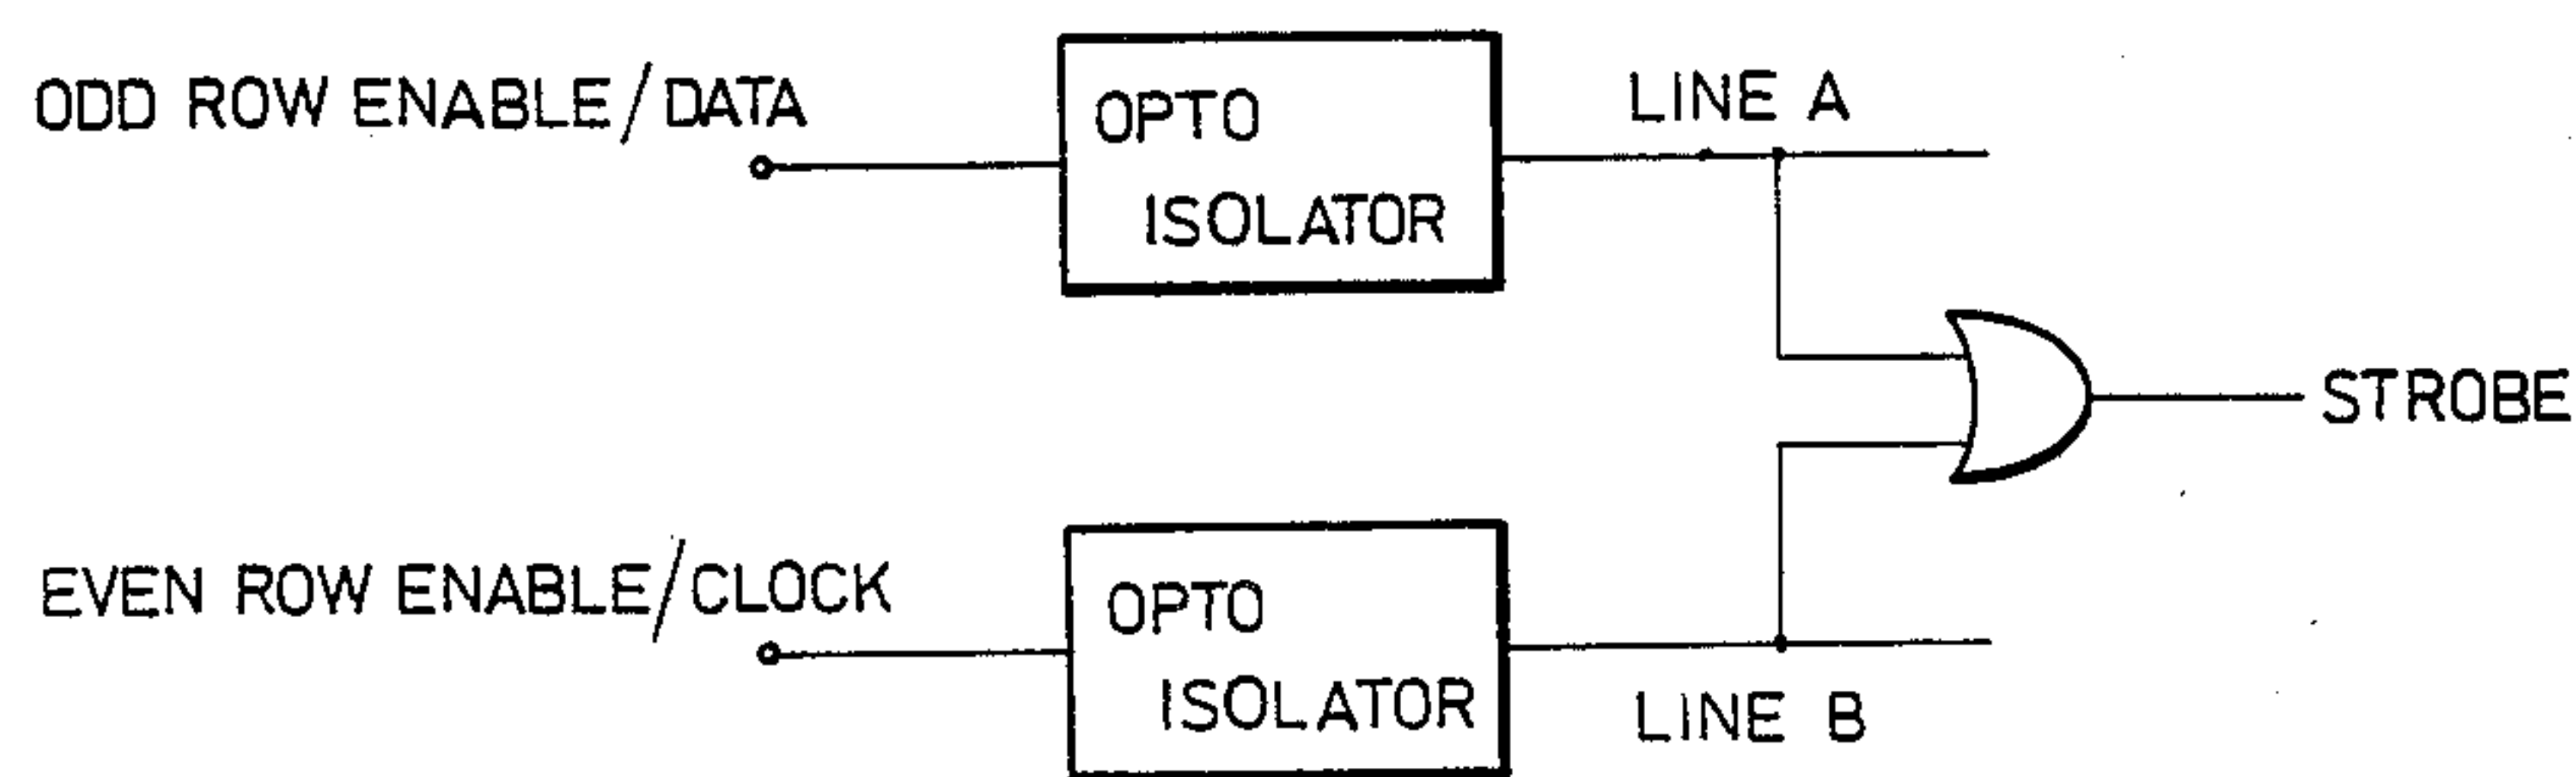 ODD ROW ENABLE/DATA
OPTO
ISOLATOR
LINE A
STROBE
EVEN ROW ENABLE/CLOCK
OPTO
ISOLATOR
LINE B